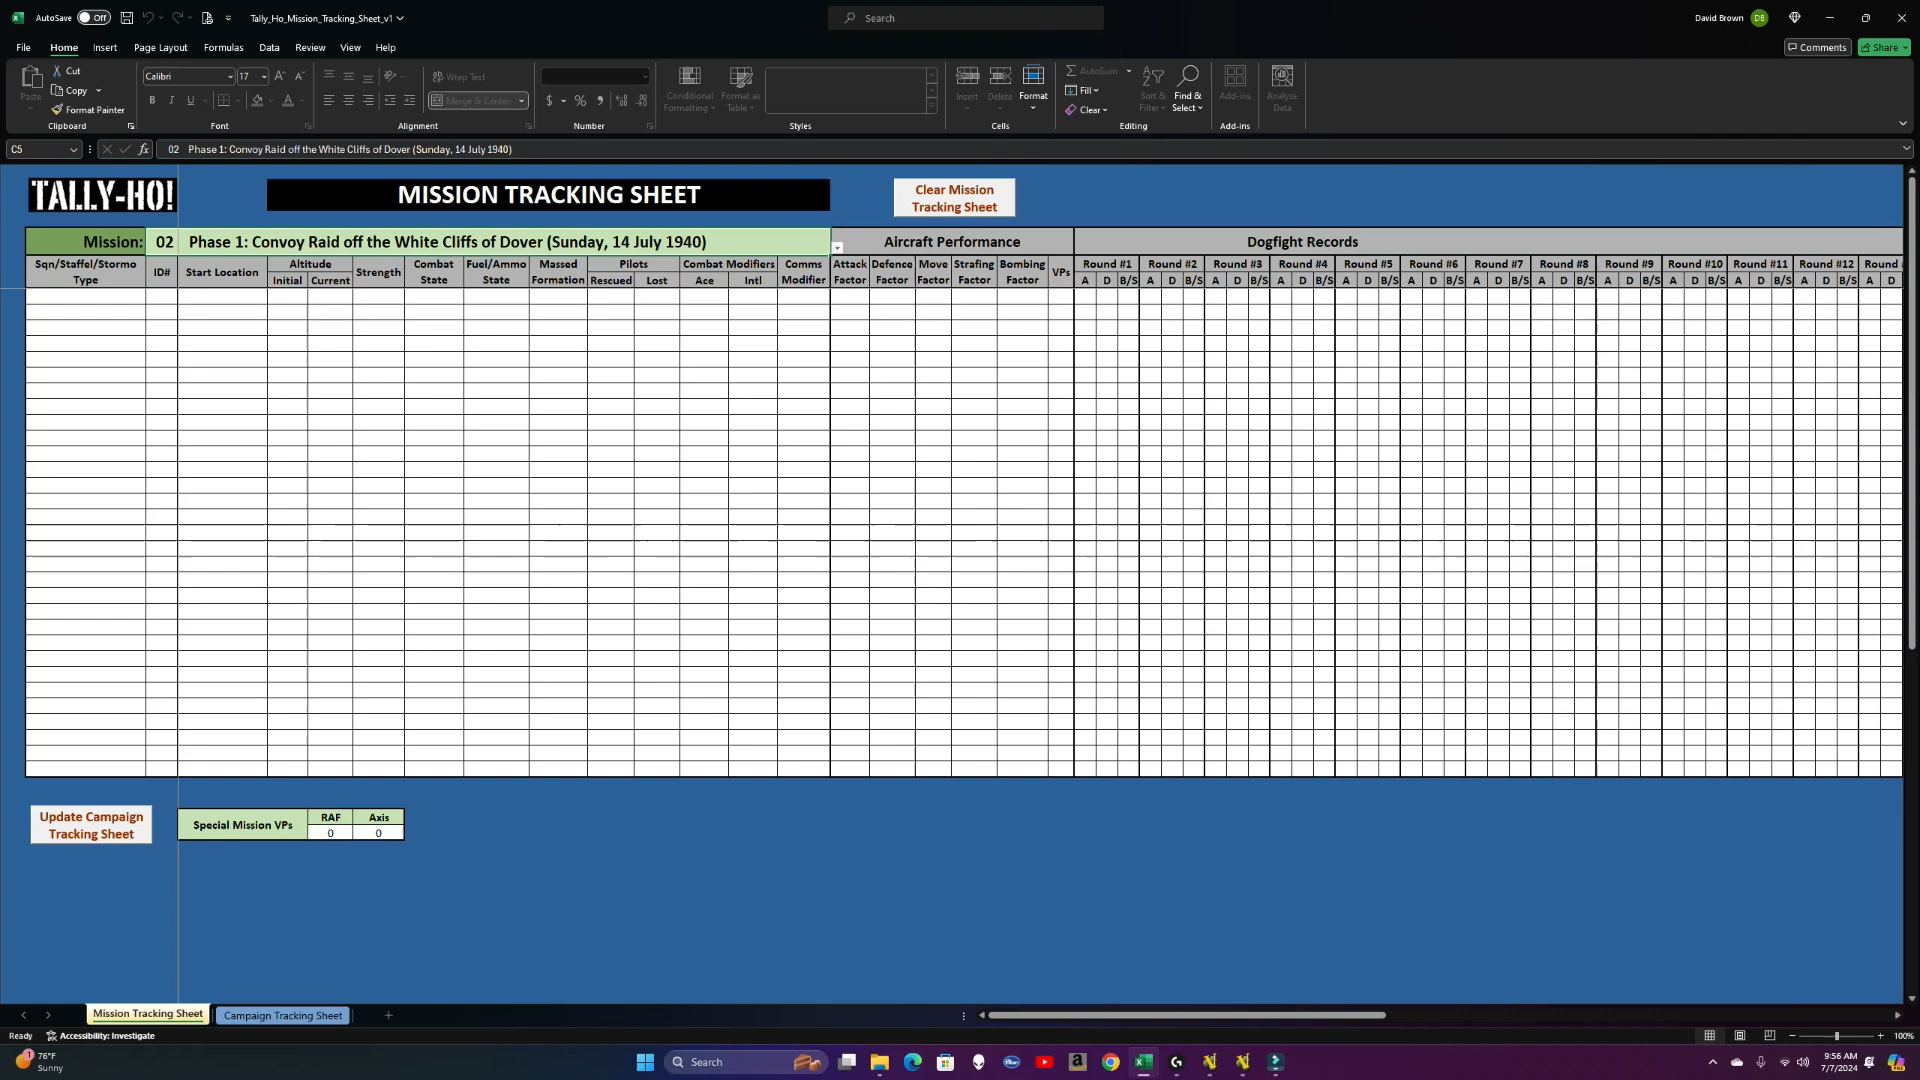 AutoSave Off Tally_Ho_Mission_Tracking_Sheet_v1 Search David Brown DB
File Home Insert Page Layout Formulas Data Review View Help Comments Share
Paste Cut Copy Format Painter Clipboard
Calibri 17 A A B I U A Font
Wrap Text Merge & Center Alignment
$ % Number
Conditional Formatting Format as Table Styles
Insert Delete Format Cells
AutoSum Fill Clear Sort & Filter Find & Select Editing
Add-ins Add-ins
Analyse Data
C5 fx 02 Phase 1: Convoy Raid off the White Cliffs of Dover (Sunday, 14 July 1940)
TALLY-HO! MISSION TRACKING SHEET
Clear Mission
Tracking Sheet
Mission: 02 Phase 1: Convoy Raid off the White Cliffs of Dover (Sunday, 14 July 1940) Aircraft Performance Dogfight Records
Sqn/Staffel/Stormo ID# Start Location Altitude Strength Combat Fuel/Ammo Massed Pilots Combat Modifiers Comms Attack Defence Move Strafing Bombing VPs Round #1 Round #2 Round #3 Round #4 Round #5 Round #6 Round #7 Round #8 Round #9 Round #10 Round #11 Round #12 Round
Type Initial Current State State Formation Rescued Lost Ace Intl Modifier Factor Factor Factor Factor Factor A D B/S A D B/S A D B/S A D B/S A D B/S A D B/S A D B/S A D B/S A D B/S A D B/S A D B/S A D B/S A D
Update Campaign
Tracking Sheet
Special Mission VPs RAF Axis
0 0
Mission Tracking Sheet Campaign Tracking Sheet +
Ready Accessibility: Investigate 100%
1 76°F
Sunny
Search
9:56 AM
7/7/2024